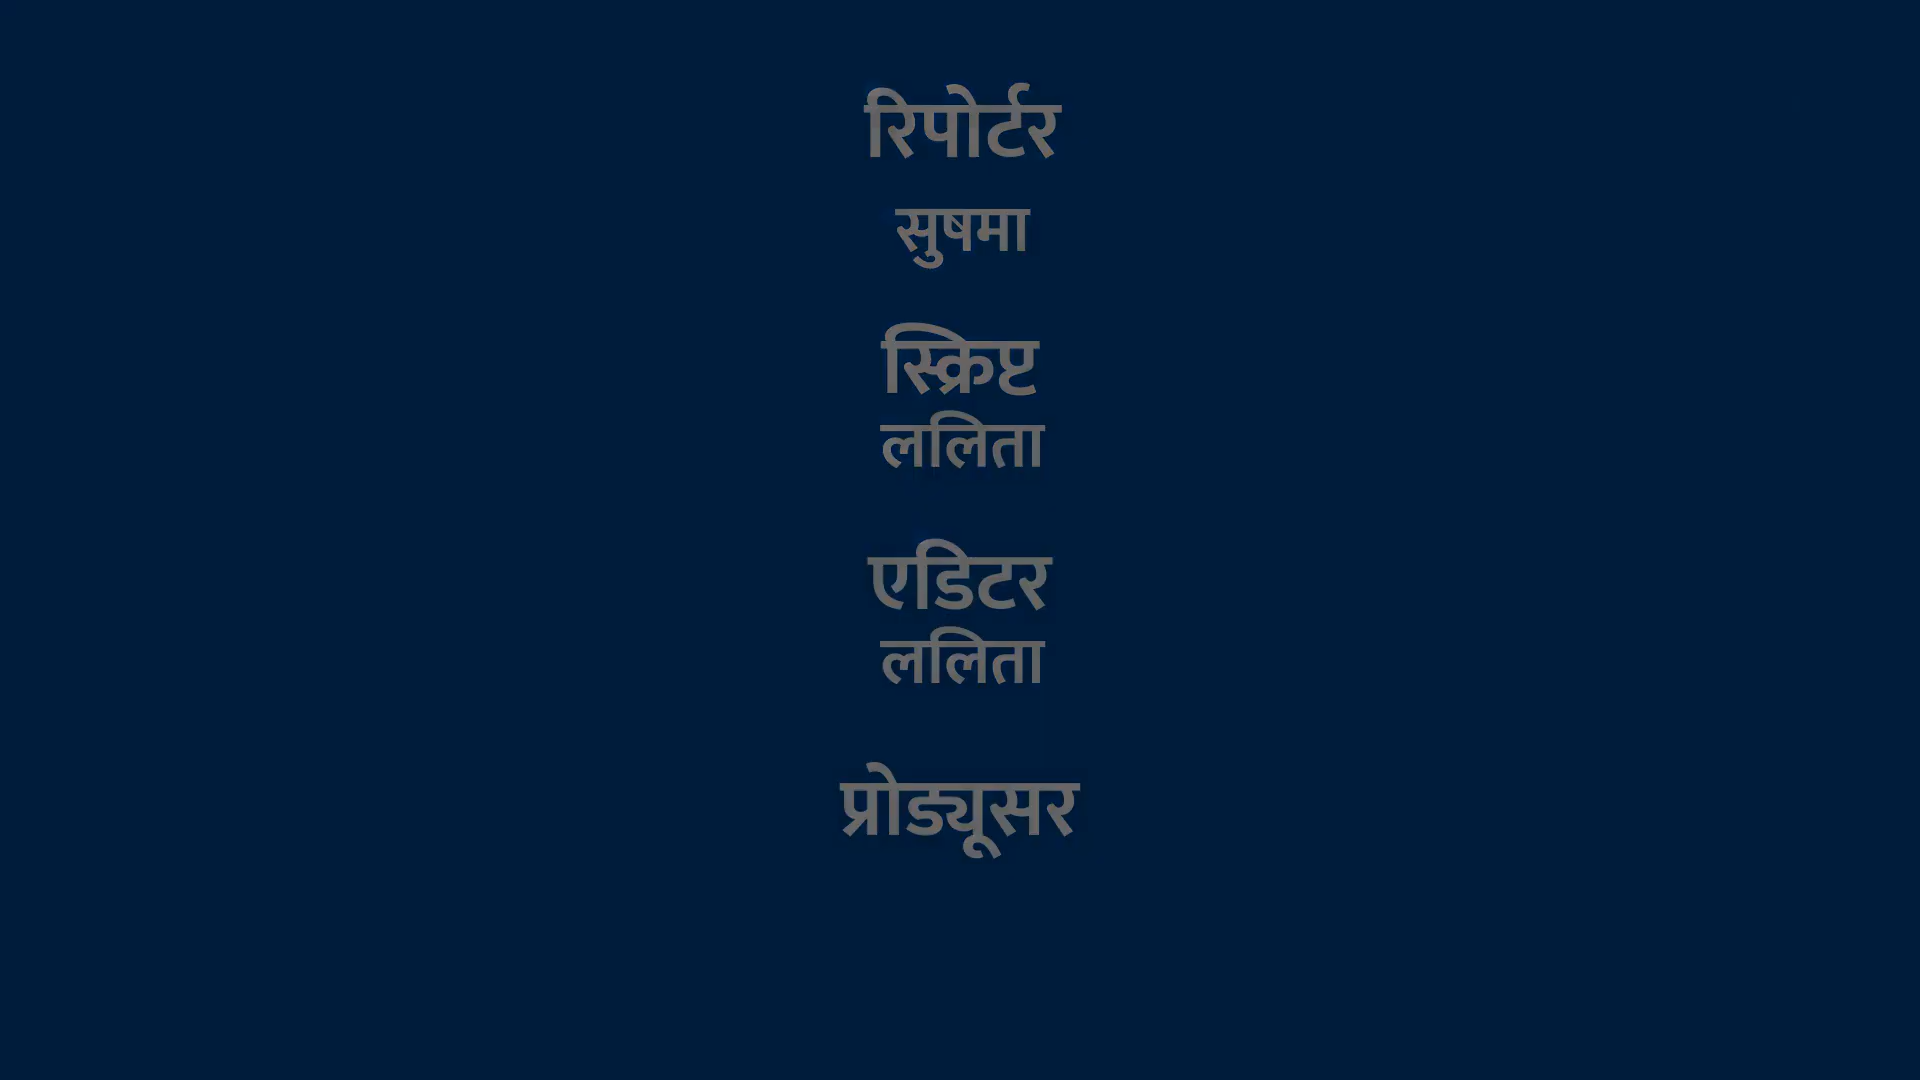 रिपोर्टर
सुषमा
स्क्रिप्ट
ललिता
एडिटर
ललिता
प्रोड्यूसर